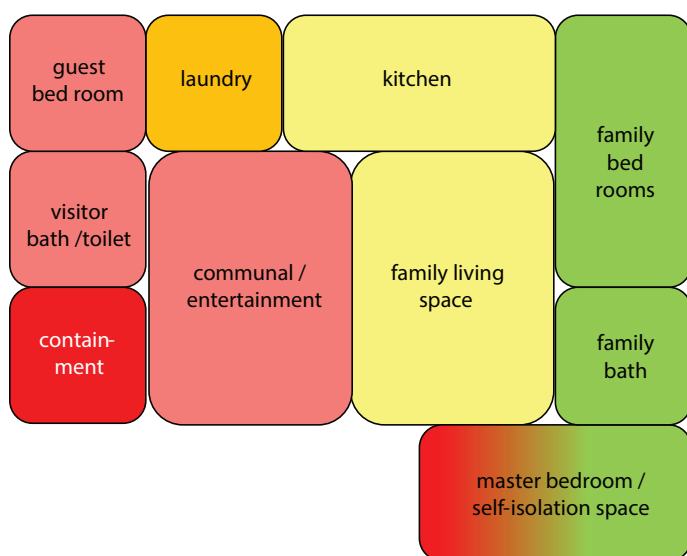 guest
bed room
laundry
kitchen
family
bed
rooms
visitor
bath /toilet
communal /
entertainment
family living
space
contain-
ment
family
bath
master bedroom /
self-isolation space